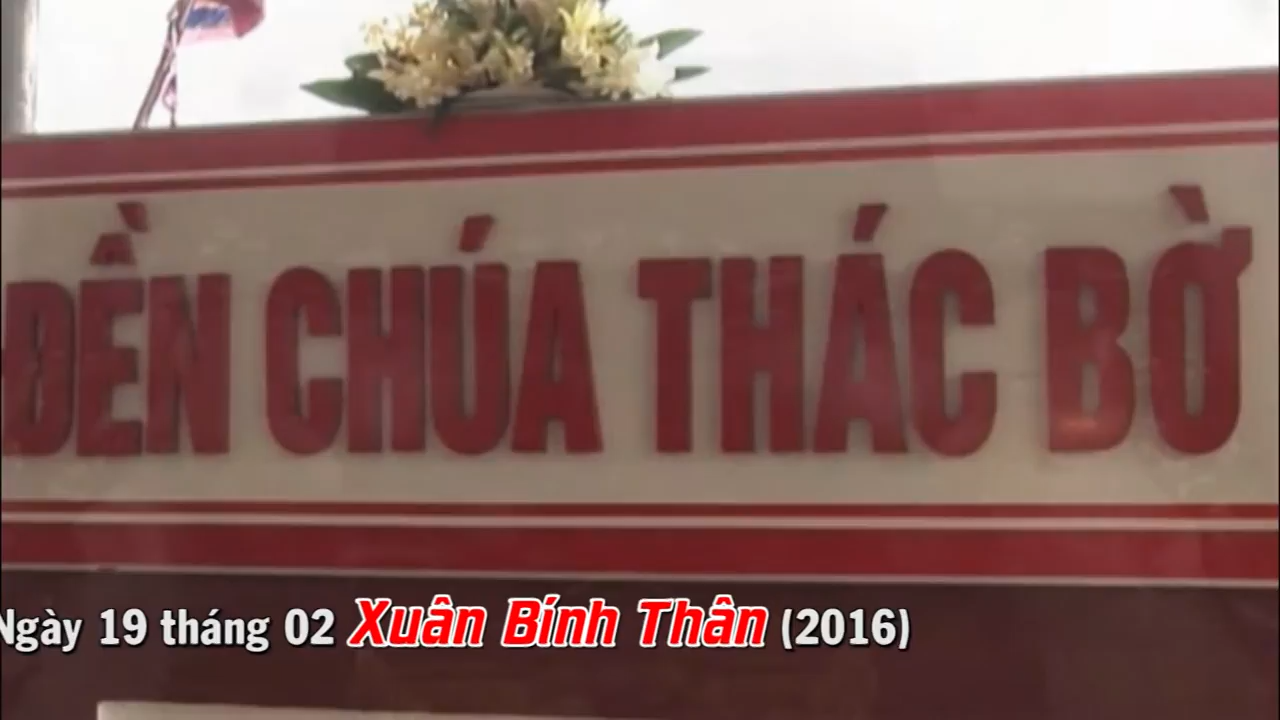 ĐỀN CHÚA THÁC BỜ
Ngày 19 tháng 02 Xuân Bính Thân (2016)